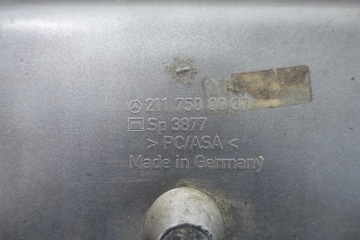 211 750 00 07
Sp 3877
> PC/ASA <
Made in Germany